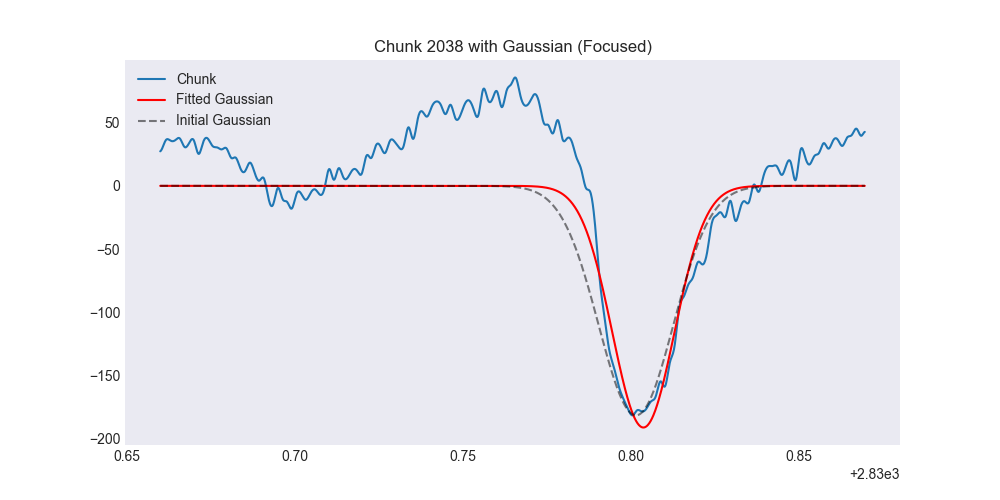 Chunk 2038 with Gaussian (Focused)
Chunk
Fitted Gaussian
Initial Gaussian
50
0
−50
−100
−150
−200
0.65 0.70 0.75 0.80 0.85
+2.83e3